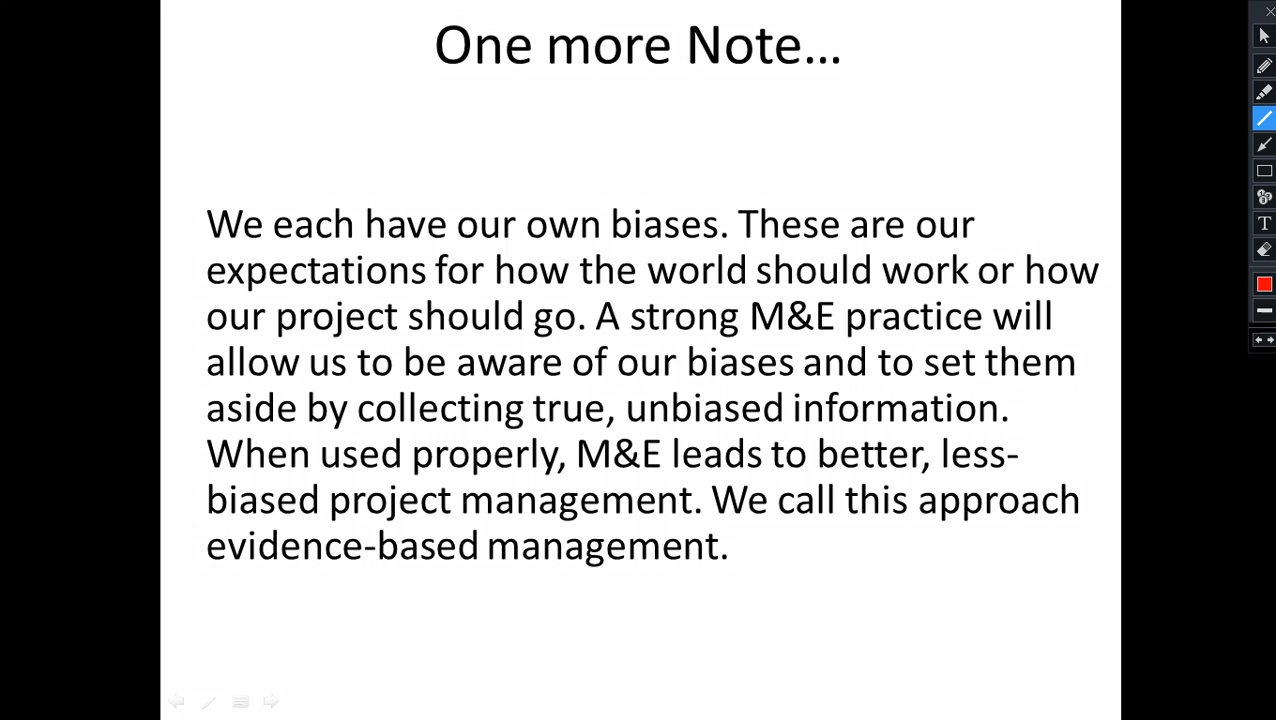 One more Note...
We each have our own biases. These are our
expectations for how the world should work or how
our project should go. A strong M&E practice will
allow us to be aware of our biases and to set them
aside by collecting true, unbiased information.
When used properly, M&E leads to better, less-
biased project management. We call this approach
evidence-based management.
T